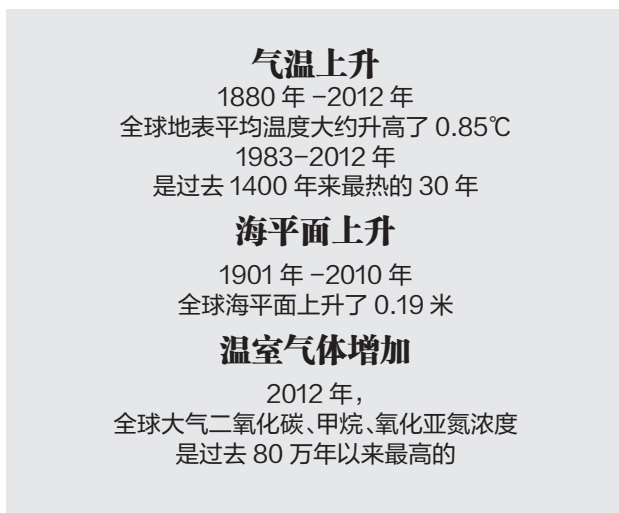 气温上升
1880 年 -2012 年
全球地表平均温度大约升高了 0.85℃
1983-2012 年
是过去 1400 年来最热的 30 年
海平面上升
1901 年 -2010 年
全球海平面上升了 0.19 米
温室气体增加
2012 年，
全球大气二氧化碳、甲烷、氧化亚氮浓度
是过去 80 万年以来最高的